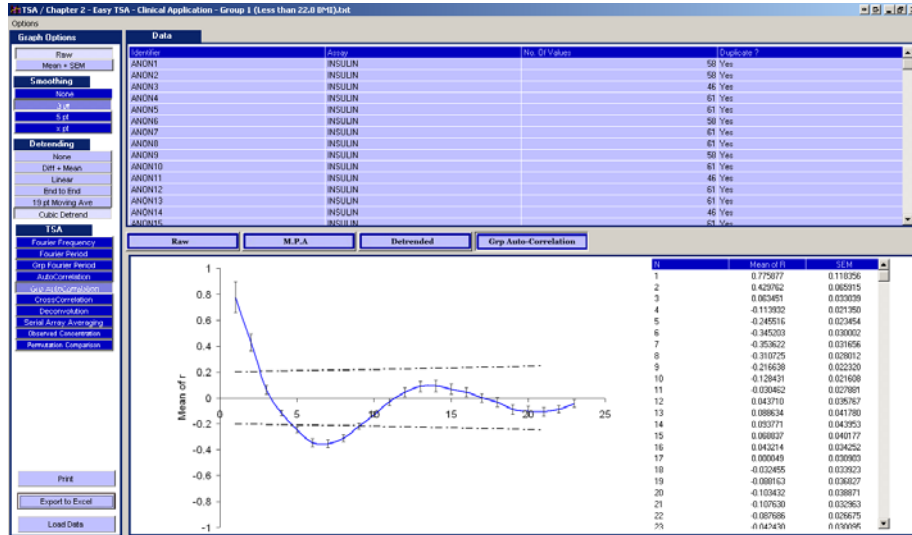 TSA / Chapter 2 - Easy TSA - Clinical Application - Group 1 (Less than 22.0 BMI).txt
Options
Graph Options
Raw
Mean + SEM
Smoothing
None
3 pt
5 pt
x pt
Detrending
None
Diff + Mean
Linear
End to End
19 pt Moving Ave
Cubic Detrend
TSA
Fourier Frequency
Fourier Period
Grp Fourier Period
AutoCorrelation
Grp AutoCorrelation
CrossCorrelation
Deconvolution
Serial Array Averaging
Observed Concentration
Permutation Comparison
Print
Export to Excel
Load Data
Data
Identifier Assay No. Of Values Duplicate ?
ANON1 INSULIN 58 Yes
ANON2 INSULIN 58 Yes
ANON3 INSULIN 46 Yes
ANON4 INSULIN 61 Yes
ANON5 INSULIN 61 Yes
ANON6 INSULIN 58 Yes
ANON7 INSULIN 61 Yes
ANON8 INSULIN 61 Yes
ANON9 INSULIN 58 Yes
ANON10 INSULIN 61 Yes
ANON11 INSULIN 46 Yes
ANON12 INSULIN 61 Yes
ANON13 INSULIN 61 Yes
ANON14 INSULIN 46 Yes
ANON15 INSULIN 61 Yes
Raw M.P.A Detrended Grp Auto-Correlation
1
0.8
0.6
0.4
0.2
0
-0.2
-0.4
-0.6
-0.8
-1
Mean of r
0 5 10 15 20 25
N Mean of R SEM
1 0.775877 0.118356
2 0.429762 0.065915
3 0.063451 0.033039
4 -0.113932 0.021350
5 -0.245516 0.023454
6 -0.345203 0.030002
7 -0.353622 0.031656
8 -0.310725 0.028012
9 -0.216638 0.022320
10 -0.128431 0.021608
11 -0.030462 0.027881
12 0.043710 0.035767
13 0.088634 0.041780
14 0.093771 0.043953
15 0.068837 0.040177
16 0.043214 0.034252
17 0.000049 0.030903
18 -0.032455 0.033923
19 -0.088163 0.036827
20 -0.103432 0.038871
21 -0.107630 0.032963
22 -0.087686 0.026675
23 -0.042430 0.030095